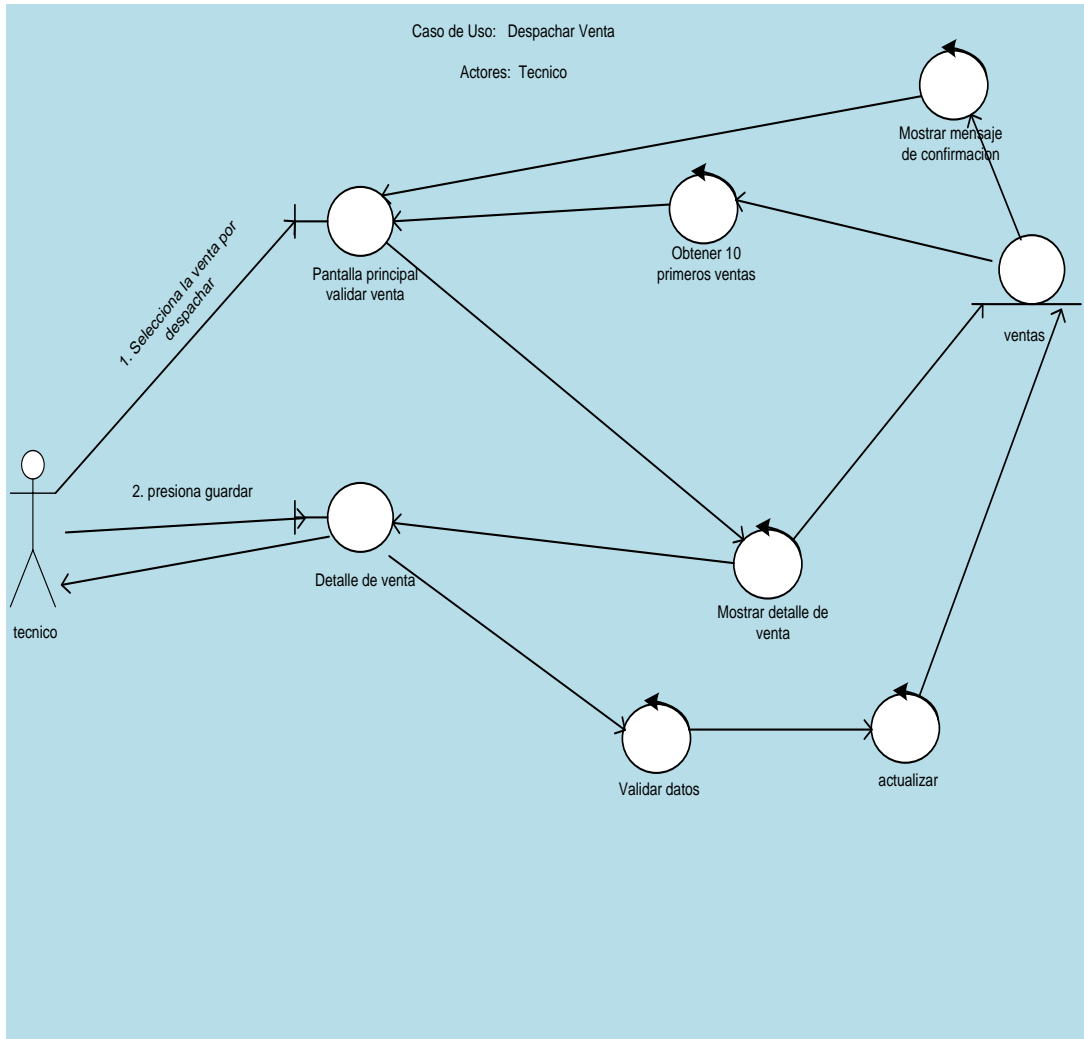 Caso de Uso:   Despachar Venta
Actores:  Tecnico
Mostrar mensaje
de confirmacion
Obtener 10
primeros ventas
Pantalla principal
validar venta
1. Selecciona la venta por
despachar
ventas
2. presiona guardar
Detalle de venta
Mostrar detalle de
venta
tecnico
Validar datos
actualizar